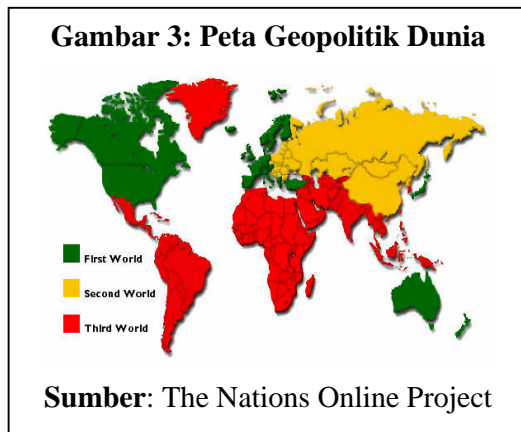 Gambar 3: Peta Geopolitik Dunia
First World
Second World
Third World
Sumber: The Nations Online Project